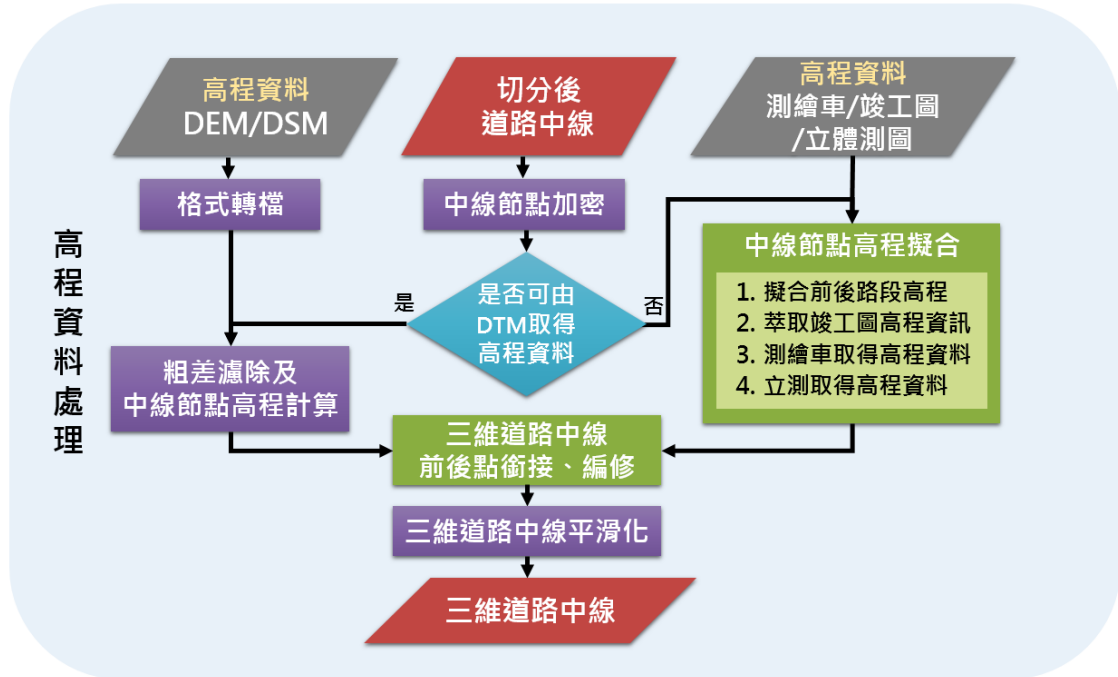 高程資料處理
高程資料
DEM/DSM
切分後
道路中線
高程資料
測繪車/竣工圖
/立體測圖
格式轉檔
中線節點加密
中線節點高程擬合
1. 擬合前後路段高程
2. 萃取竣工圖高程資訊
3. 測繪車取得高程資料
4. 立測取得高程資料
是
是否可由
DTM取得
高程資料
否
粗差濾除及
中線節點高程計算
三維道路中線
前後點銜接、編修
三維道路中線平滑化
三維道路中線